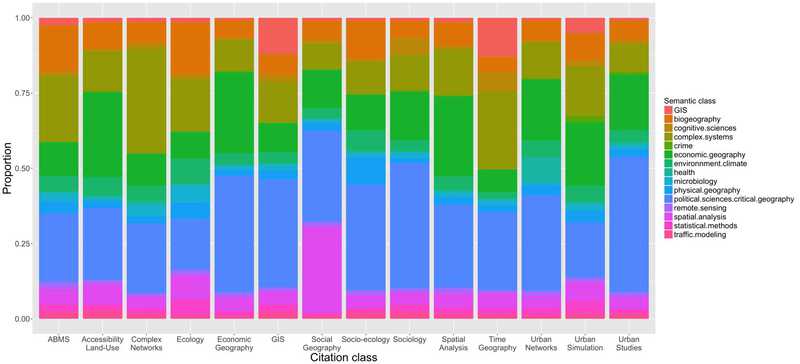 1.00
0.75
0.50
0.25
0.00
Proportion
ABMS
Accessibility
Land-Use
Complex
Networks
Ecology
Economic
Geography
GIS
Social
Geography
Socio-ecology
Sociology
Spatial
Analysis
Time
Geography
Urban
Networks
Urban
Simulation
Urban
Studies
Citation class
Semantic class
GIS
biogeography
cognitive.sciences
complex.systems
crime
economic.geography
environment.climate
health
microbiology
physical.geography
political.sciences.critical.geography
remote.sensing
spatial.analysis
statistical.methods
traffic.modeling